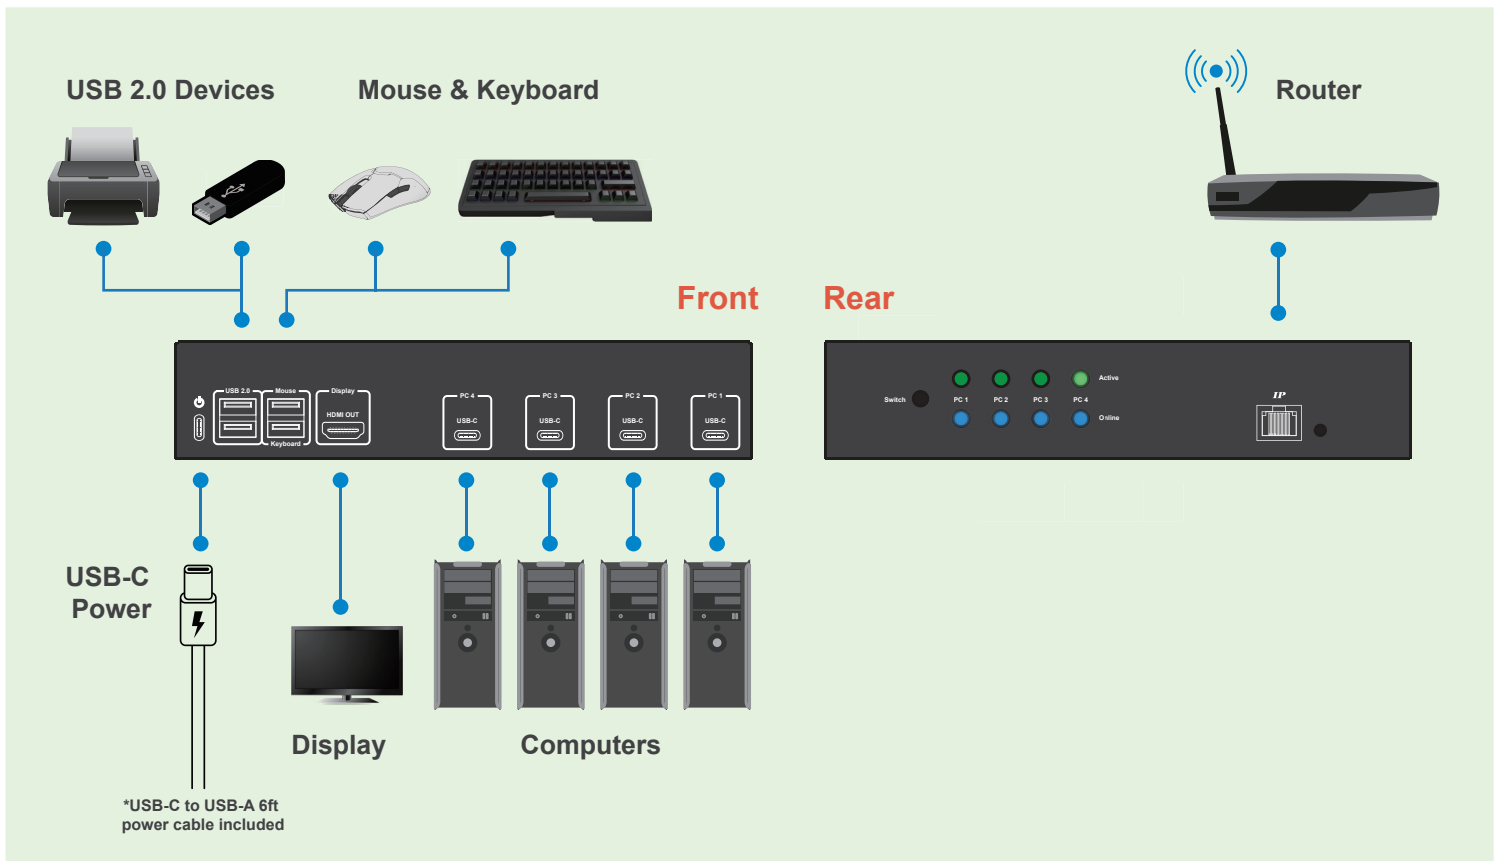 USB 2.0 Devices
Mouse & Keyboard
Router
Front
Rear
USB 2.0
Mouse
Keyboard
Display
HDMI OUT
PC 4
USB-C
PC 3
USB-C
PC 2
USB-C
PC 1
USB-C
Switch
Active
PC 1
PC 2
PC 3
PC 4
Online
IP
USB-C
Power
Display
Computers
*USB-C to USB-A 6ft
power cable included